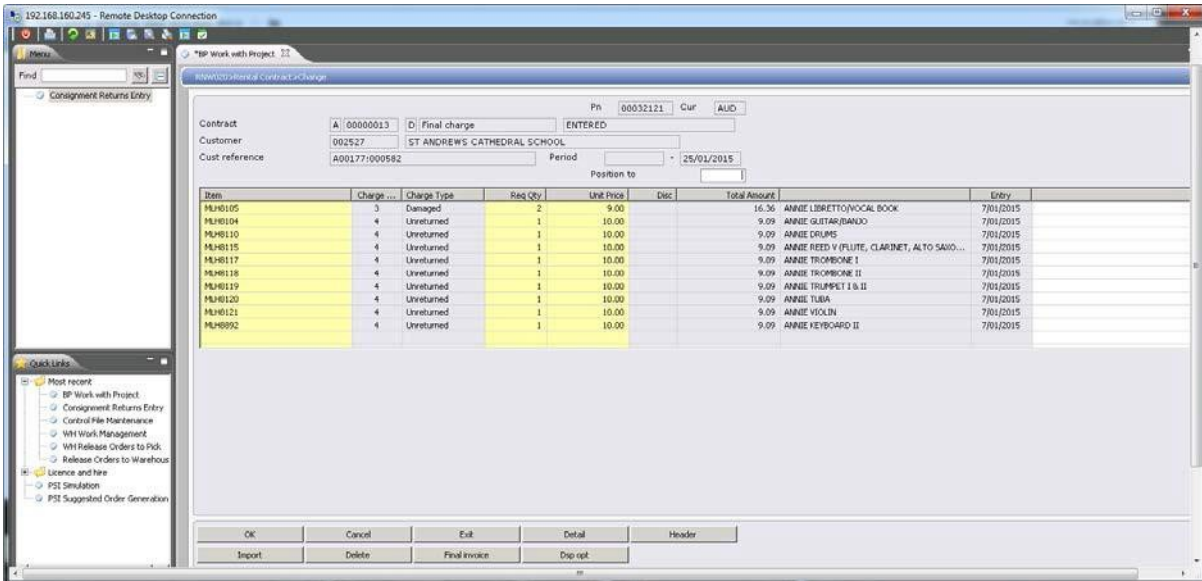 192.168.160.245 - Remote Desktop Connection
Menu
*BP Work with Project
Find
RNW020>Rental Contract>Change
Consignment Returns Entry
Pn 00032121 Cur AUD
Contract A 00000013 D Final charge ENTERED
Customer 002527 ST ANDREWS CATHEDRAL SCHOOL
Cust reference A00177:000582 Period - 25/01/2015
Position to
Item Charge ... Charge Type Req Qty Unit Price Disc Total Amount Entry
MLH8105 3 Damaged 2 9.00 16.36 ANNIE LIBRETTO/VOCAL BOOK 7/01/2015
MLH8104 4 Unreturned 1 10.00 9.09 ANNIE GUITAR/BANJO 7/01/2015
MLH8110 4 Unreturned 1 10.00 9.09 ANNIE DRUMS 7/01/2015
MLH8115 4 Unreturned 1 10.00 9.09 ANNIE REED V (FLUTE, CLARINET, ALTO SAXO... 7/01/2015
MLH8117 4 Unreturned 1 10.00 9.09 ANNIE TROMBONE I 7/01/2015
MLH8118 4 Unreturned 1 10.00 9.09 ANNIE TROMBONE II 7/01/2015
MLH8119 4 Unreturned 1 10.00 9.09 ANNIE TRUMPET I & II 7/01/2015
MLH8120 4 Unreturned 1 10.00 9.09 ANNIE TUBA 7/01/2015
MLH8121 4 Unreturned 1 10.00 9.09 ANNIE VIOLIN 7/01/2015
MLH8892 4 Unreturned 1 10.00 9.09 ANNIE KEYBOARD II 7/01/2015
Quick Links
Most recent
BP Work with Project
Consignment Returns Entry
Control File Maintenance
WH Work Management
WH Release Orders to Pick
Release Orders to Warehous
Licence and hire
PSI Simulation
PSI Suggested Order Generation
OK Cancel Exit Detail Header
Import Delete Final invoice Dsp opt